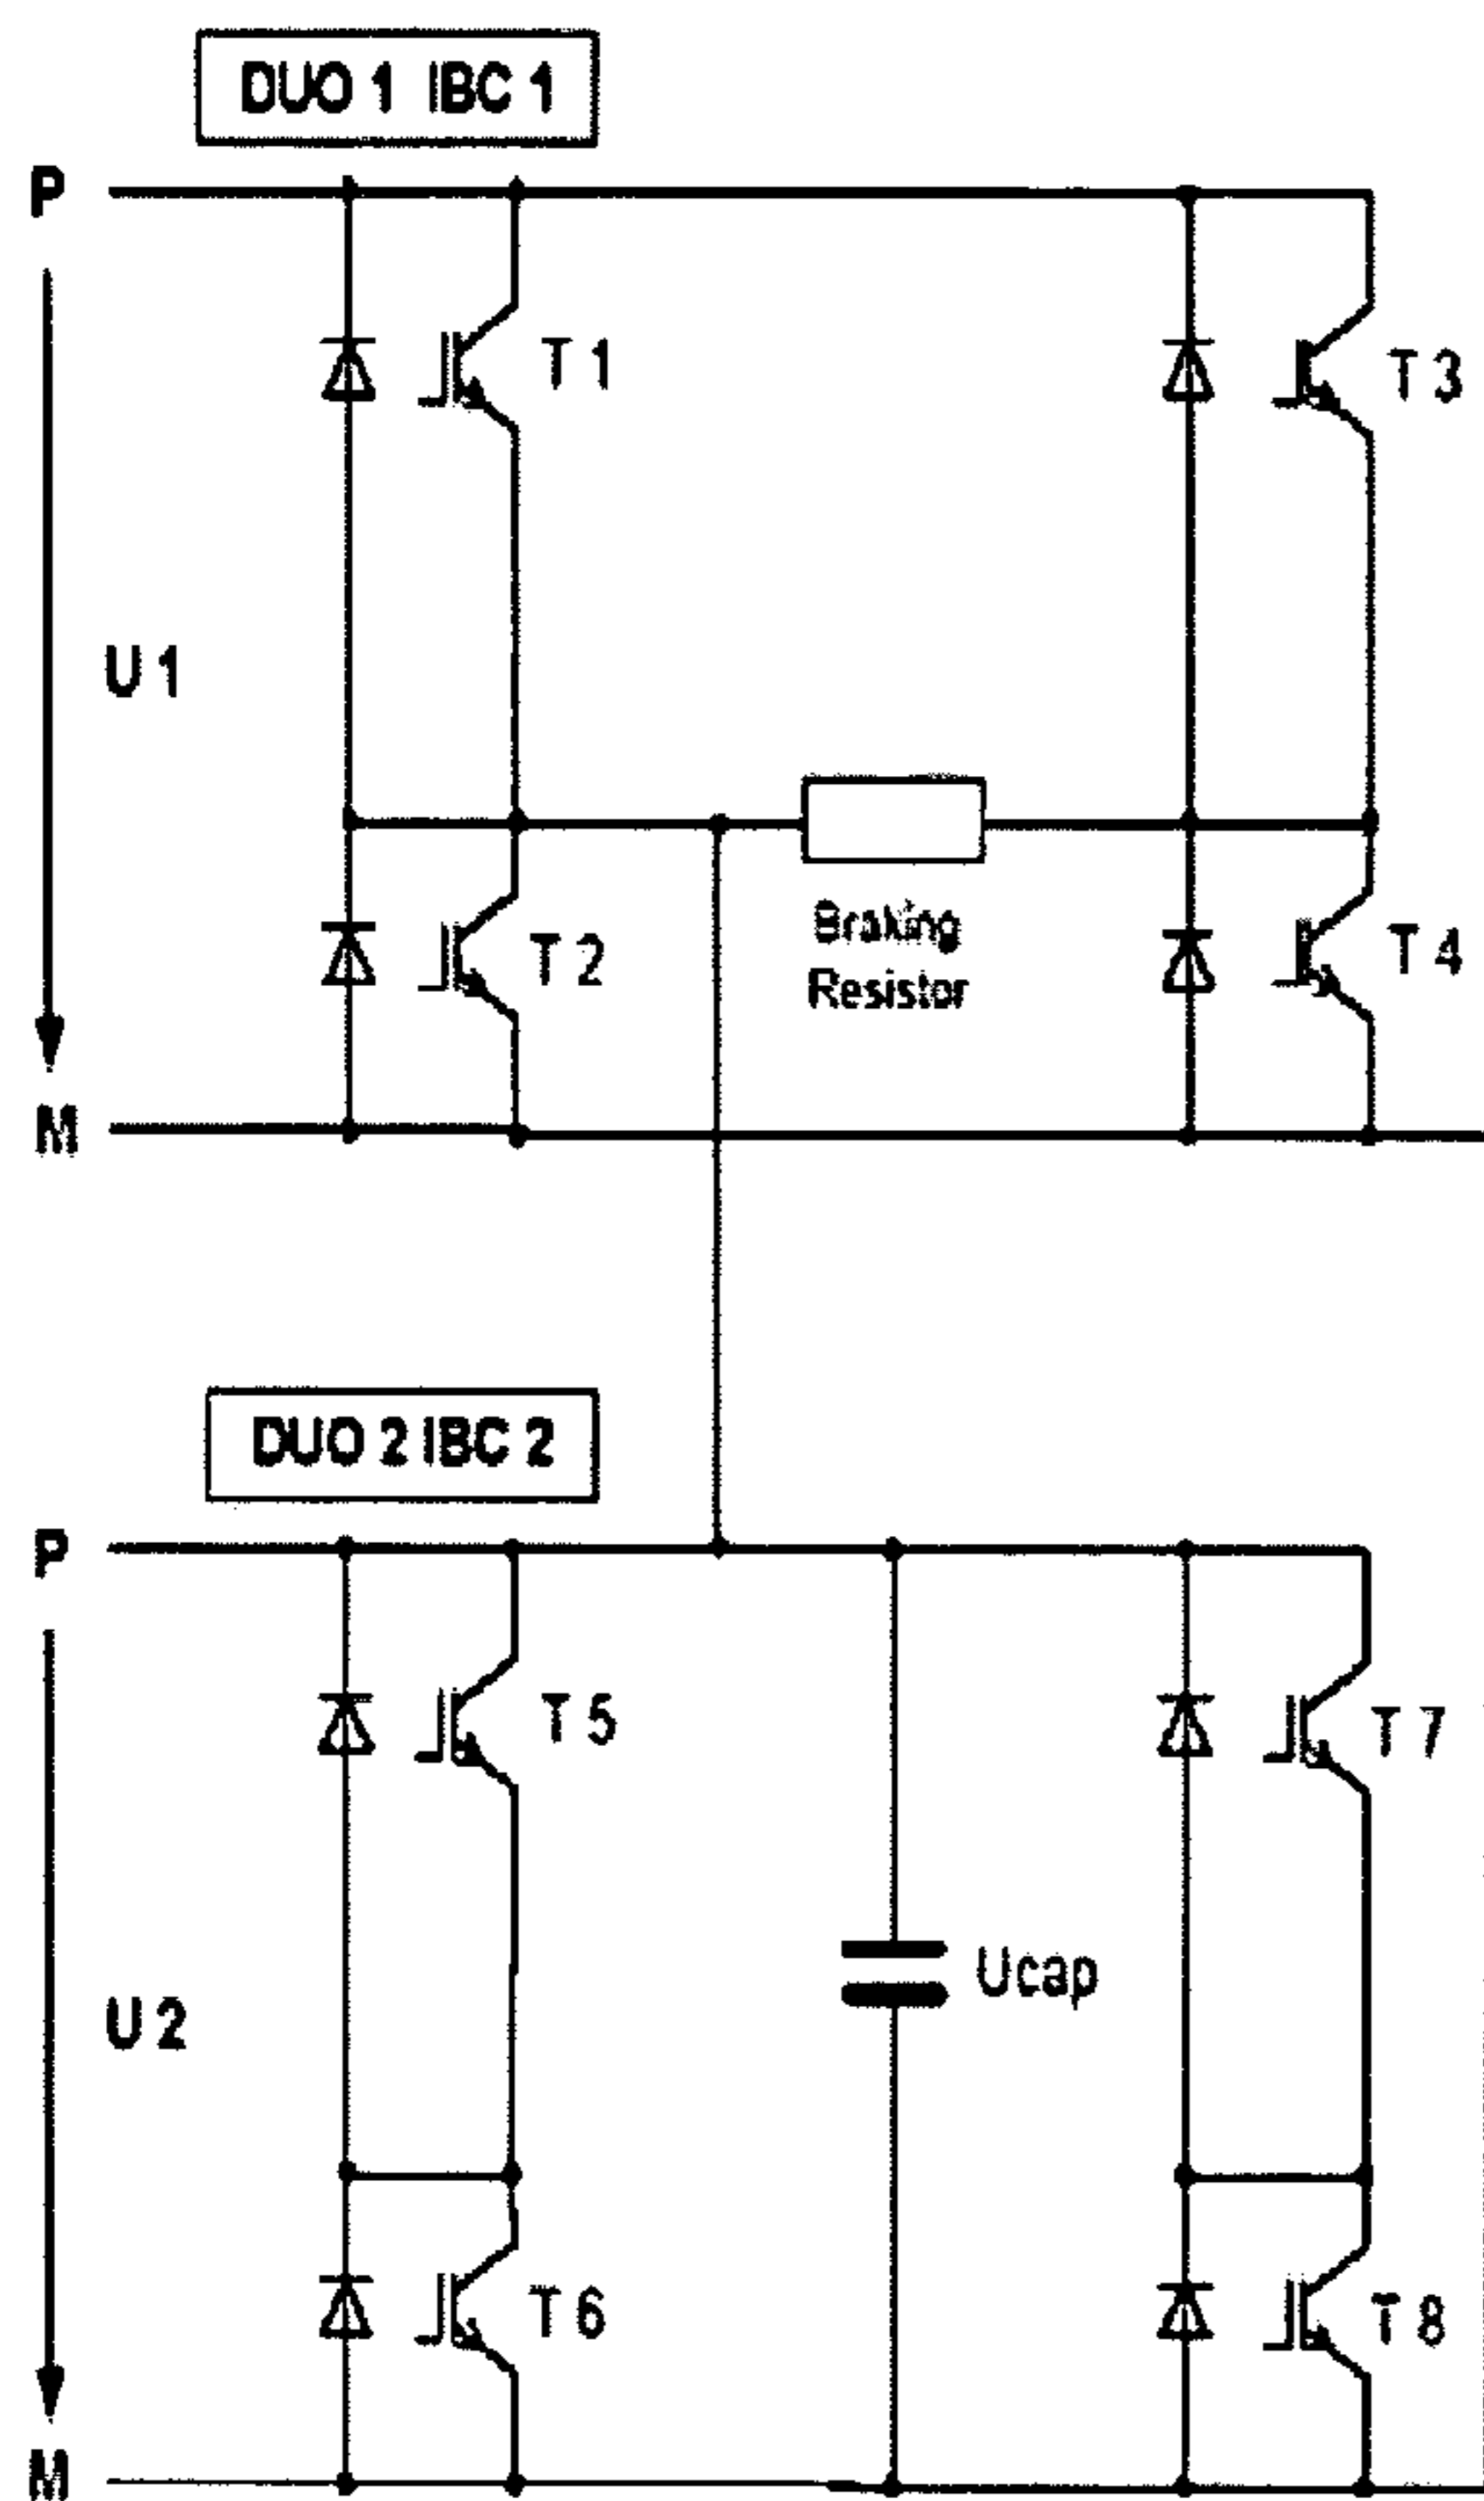 DUO 1 IBC 1
P
T 1
T 3
U 1
Braking
Resistor
T 2
T 4
N
DUO 2 IBC 2
P
T 5
T 7
Ucap
U 2
T 6
T 8